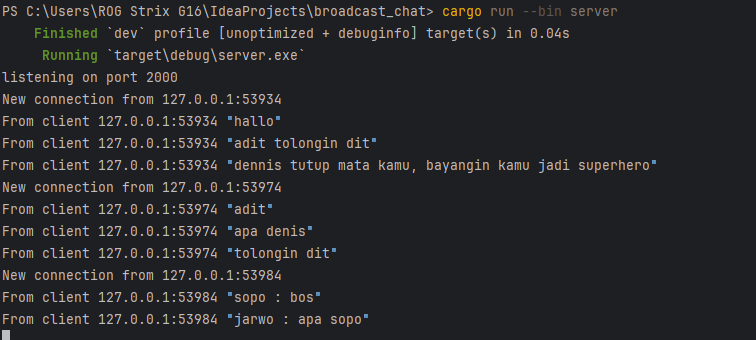 PS C:\Users\ROG Strix G16\IdeaProjects\broadcast_chat> cargo run --bin server
Finished `dev` profile [unoptimized + debuginfo] target(s) in 0.04s
Running `target\debug\server.exe`
listening on port 2000
New connection from 127.0.0.1:53934
From client 127.0.0.1:53934 "hallo"
From client 127.0.0.1:53934 "adit tolongin dit"
From client 127.0.0.1:53934 "dennis tutup mata kamu, bayangin kamu jadi superhero"
New connection from 127.0.0.1:53974
From client 127.0.0.1:53974 "adit"
From client 127.0.0.1:53974 "apa denis"
From client 127.0.0.1:53974 "tolongin dit"
New connection from 127.0.0.1:53984
From client 127.0.0.1:53984 "sopo : bos"
From client 127.0.0.1:53984 "jarwo : apa sopo"